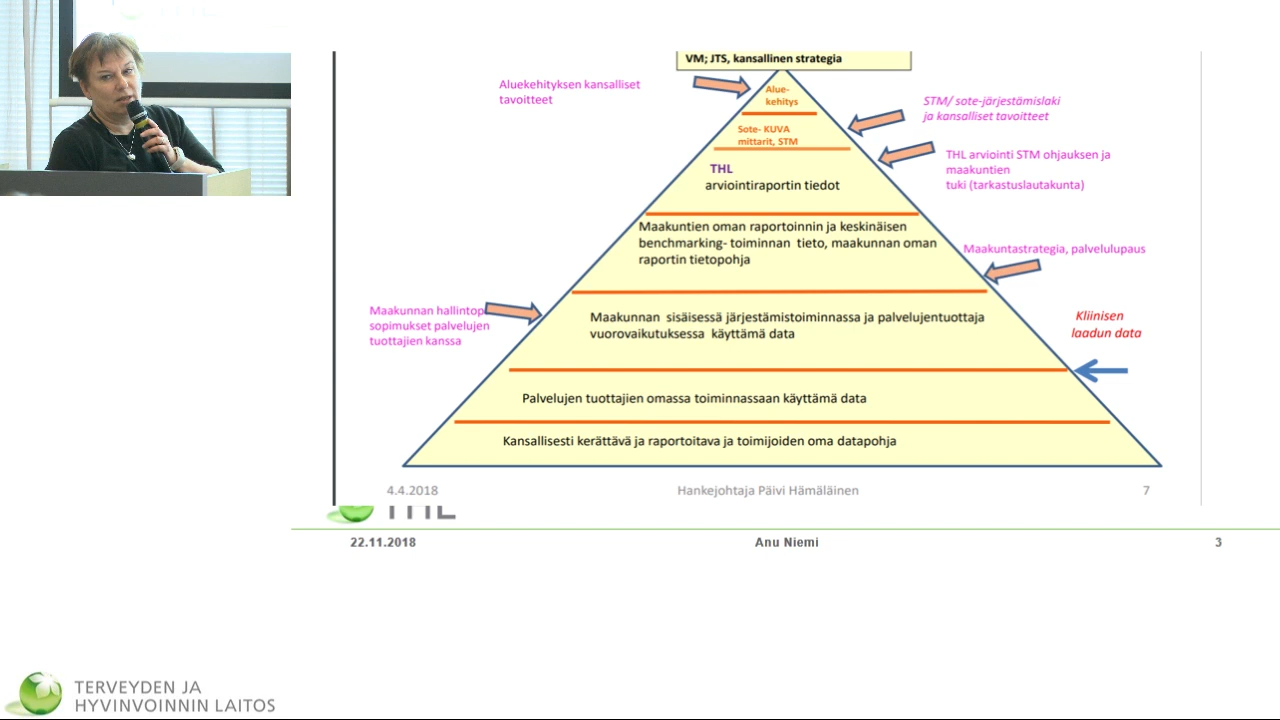 VM; JTS, kansallinen strategia
Aluekehityksen kansalliset
tavoitteet
Alue-
kehitys
STM/ sote-järjestämislaki
ja kansalliset tavoitteet
Sote- KUVA
mittarit, STM
THL arviointi STM ohjauksen ja
maakuntien
tuki (tarkastuslautakunta)
THL
arviointiraportin tiedot
Maakuntien oman raportoinnin ja keskinäisen
benchmarking- toiminnan tieto, maakunnan oman
raportin tietopohja
Maakuntastrategia, palvelulupaus
Maakunnan hallintop
sopimukset palvelujen
tuottajien kanssa
Maakunnan sisäisessä järjestämistoiminnassa ja palvelujentuottaja
vuorovaikutuksessa käyttämä data
Kliinisen
laadun data
Palvelujen tuottajien omassa toiminnassaan käyttämä data
Kansallisesti kerättävä ja raportoitava ja toimijoiden oma datapohja
4.4.2018
Hankejohtaja Päivi Hämäläinen
7
THL
22.11.2018
Anu Niemi
3
TERVEYDEN JA
HYVINVOINNIN LAITOS